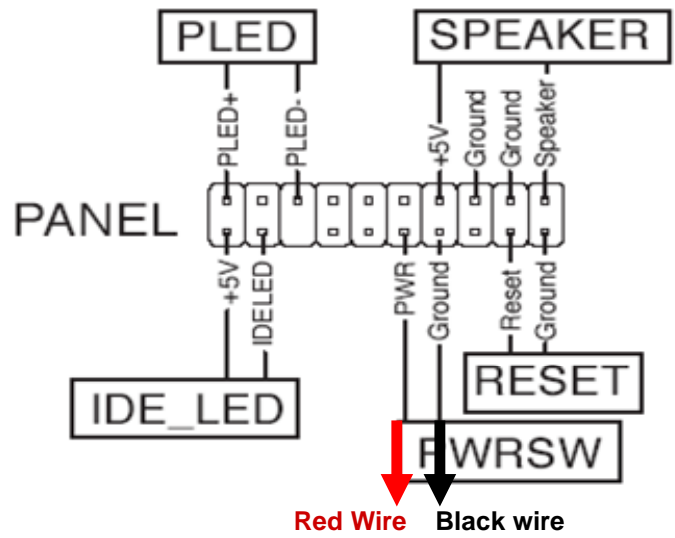 PLED SPEAKER
PLED+ PLED- +5V Ground Ground Speaker
PANEL
+5V IDELED PWR Ground Reset Ground
RESET
IDE_LED
PWRSW
Red Wire Black wire